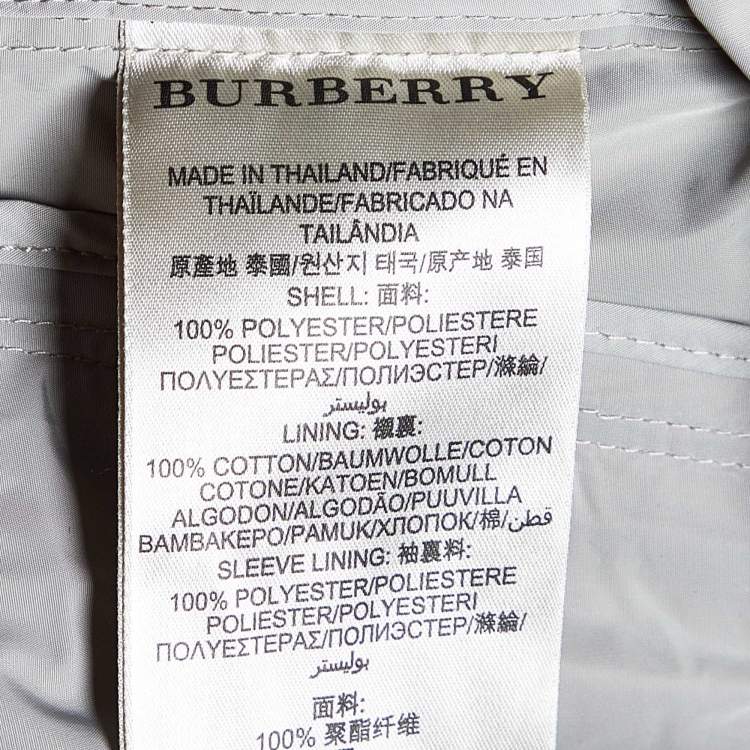 BURBERRY
MADE IN THAILAND/FABRIQUÉ EN
THAÏLANDE/FABRICADO NA
TAILÂNDIA
原產地 泰國/원산지 태국/原产地 泰国
SHELL: 面料:
100% POLYESTER/POLIESTERE
POLIESTER/POLYESTERI
ΠΟΛΥΕΣΤΕΡΑΣ/ПОЛИЭСТЕР/滌綸/
بوليستر
LINING: 襯裏:
100% COTTON/BAUMWOLLE/COTON
COTONE/KATOEN/BOMULL
ALGODON/ALGODÃO/PUUVILLA
ΒΑΜΒΑΚΕΡΟ/PAMUK/ХЛОПОК/棉/قطن
SLEEVE LINING: 袖裏料:
100% POLYESTER/POLIESTERE
POLIESTER/POLYESTERI
ΠΟΛΥΕΣΤΕΡΑΣ/ПОЛИЭСТЕР/滌綸/
بوليستر
面料:
100% 聚酯纤维